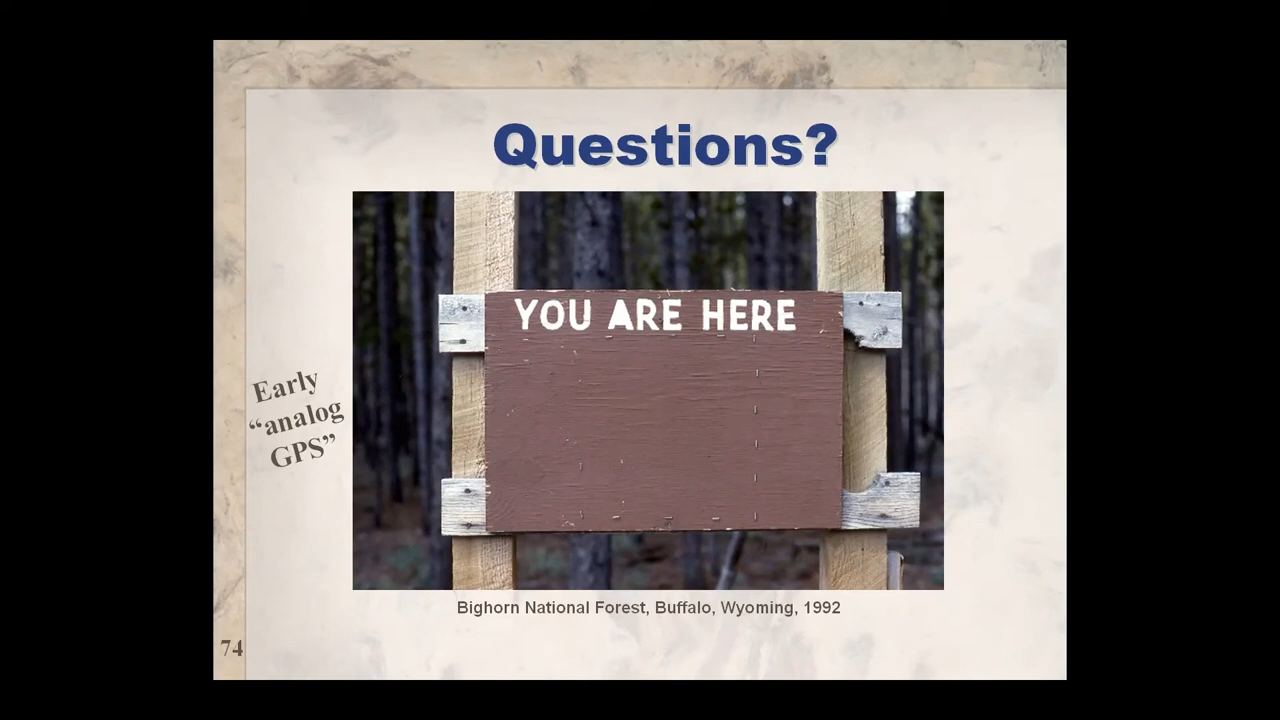 Questions?
YOU ARE HERE
Early
“analog
GPS”
Bighorn National Forest, Buffalo, Wyoming, 1992
74